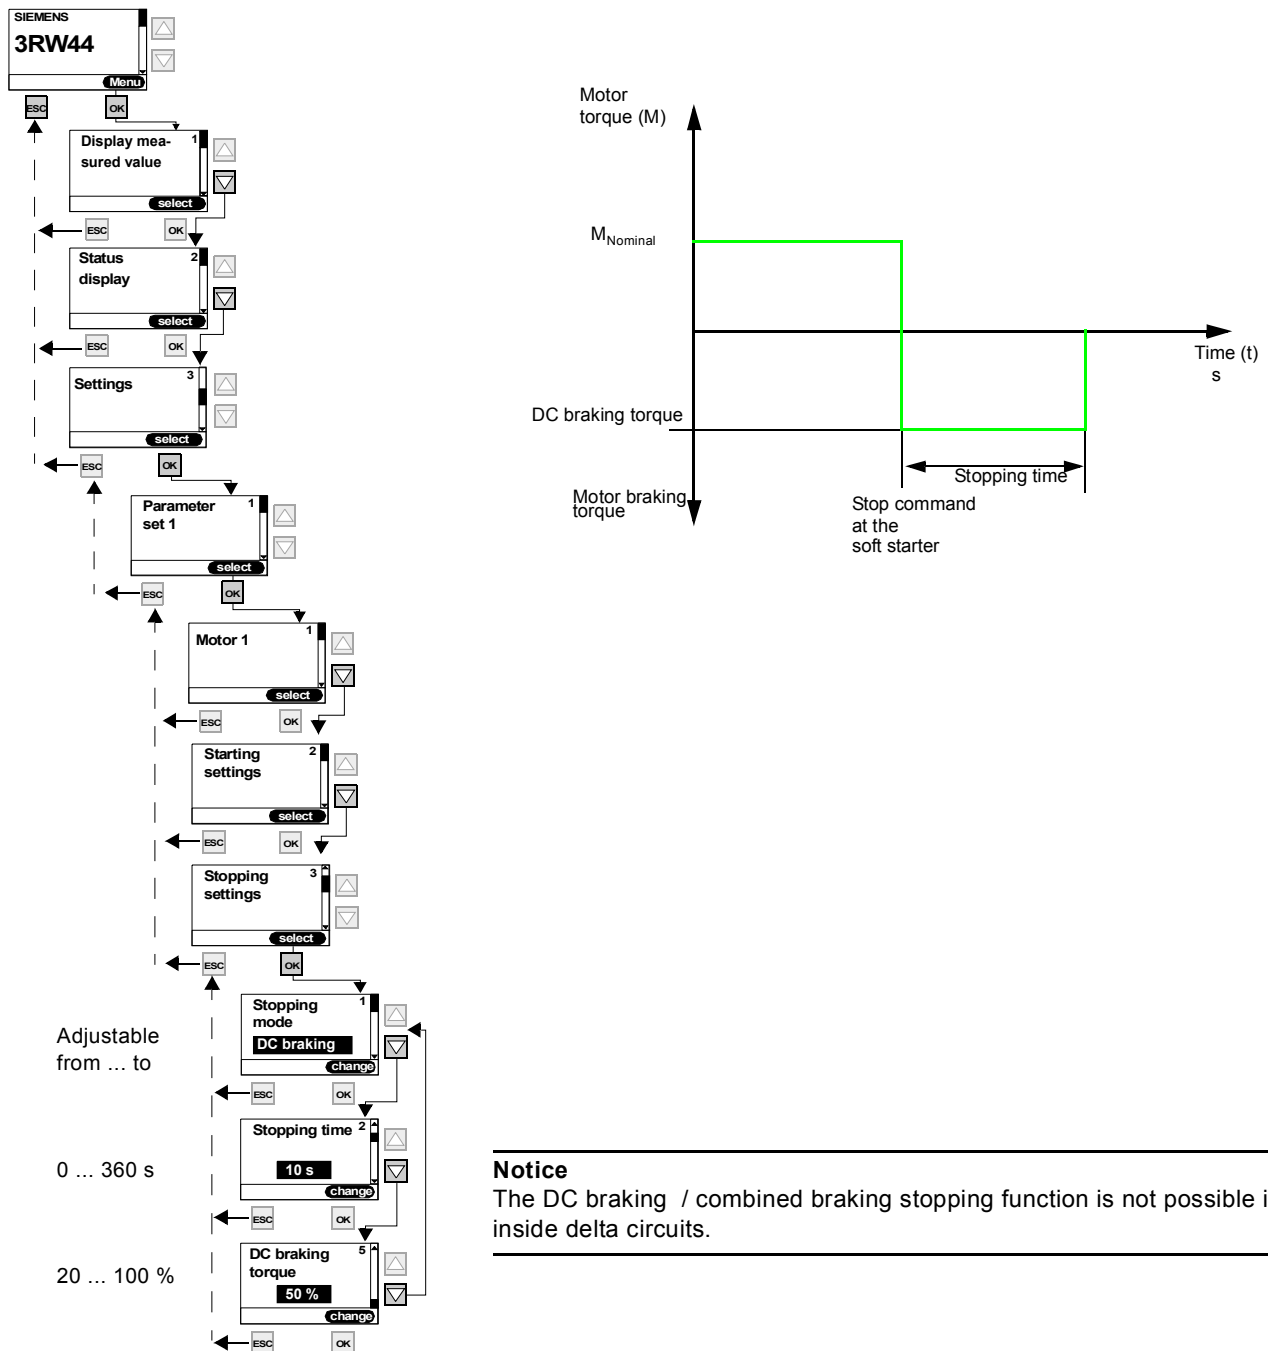 SIEMENS
3RW44
Menu
ESC
OK
Display mea-
sured value
1
select
ESC
OK
Status
display
2
select
ESC
OK
Settings
3
select
ESC
OK
Parameter
set 1
1
select
ESC
OK
Motor 1
1
select
ESC
OK
Starting
settings
2
select
ESC
OK
Stopping
settings
3
select
ESC
OK
Stopping
mode
1
DC braking
change
ESC
OK
Adjustable
from ... to
Stopping time
2
10 s
change
0 ... 360 s
ESC
OK
DC braking
torque
5
50 %
change
20 ... 100 %
ESC
OK
Motor
torque (M)
MNominal
Time (t)
s
DC braking torque
Stopping time
Motor braking
torque
Stop command
at the
soft starter
Notice
The DC braking / combined braking stopping function is not possible i
inside delta circuits.